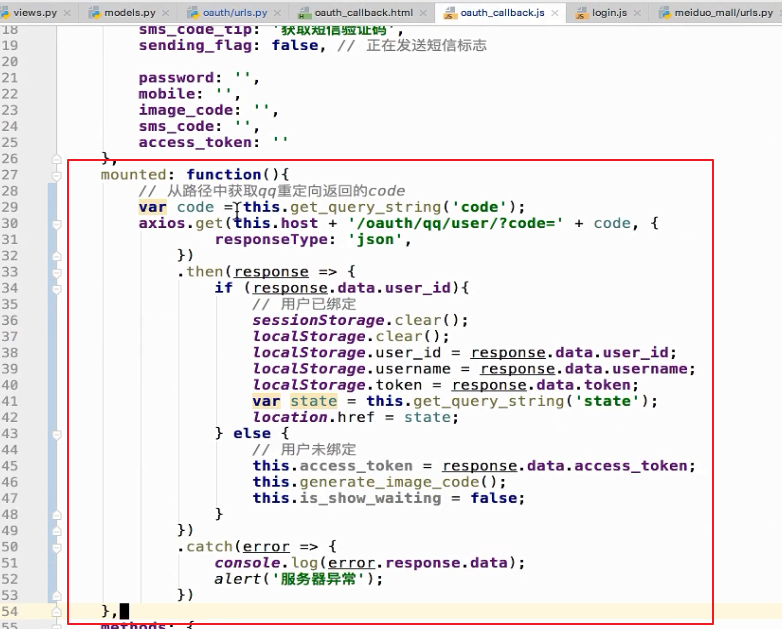 views.py × models.py × oauth/urls.py × oauth_callback.html × oauth_callback.js × login.js × meiduo_mall/urls.py
18 sms_code_tip: '获取短信验证码',
19 sending_flag: false, // 正在发送短信标志
20
21 password: '',
22 mobile: '',
23 image_code: '',
24 sms_code: '',
25 access_token: ''
26 },
27 mounted: function(){
28 // 从路径中获取qq重定向返回的code
29 var code = this.get_query_string('code');
30 axios.get(this.host + '/oauth/qq/user/?code=' + code, {
31 responseType: 'json',
32 })
33 .then(response => {
34 if (response.data.user_id){
35 // 用户已绑定
36 sessionStorage.clear();
37 localStorage.clear();
38 localStorage.user_id = response.data.user_id;
39 localStorage.username = response.data.username;
40 localStorage.token = response.data.token;
41 var state = this.get_query_string('state');
42 location.href = state;
43 } else {
44 // 用户未绑定
45 this.access_token = response.data.access_token;
46 this.generate_image_code();
47 this.is_show_waiting = false;
48 }
49 })
50 .catch(error => {
51 console.log(error.response.data);
52 alert('服务器异常');
53 })
54 },
55 methods: {